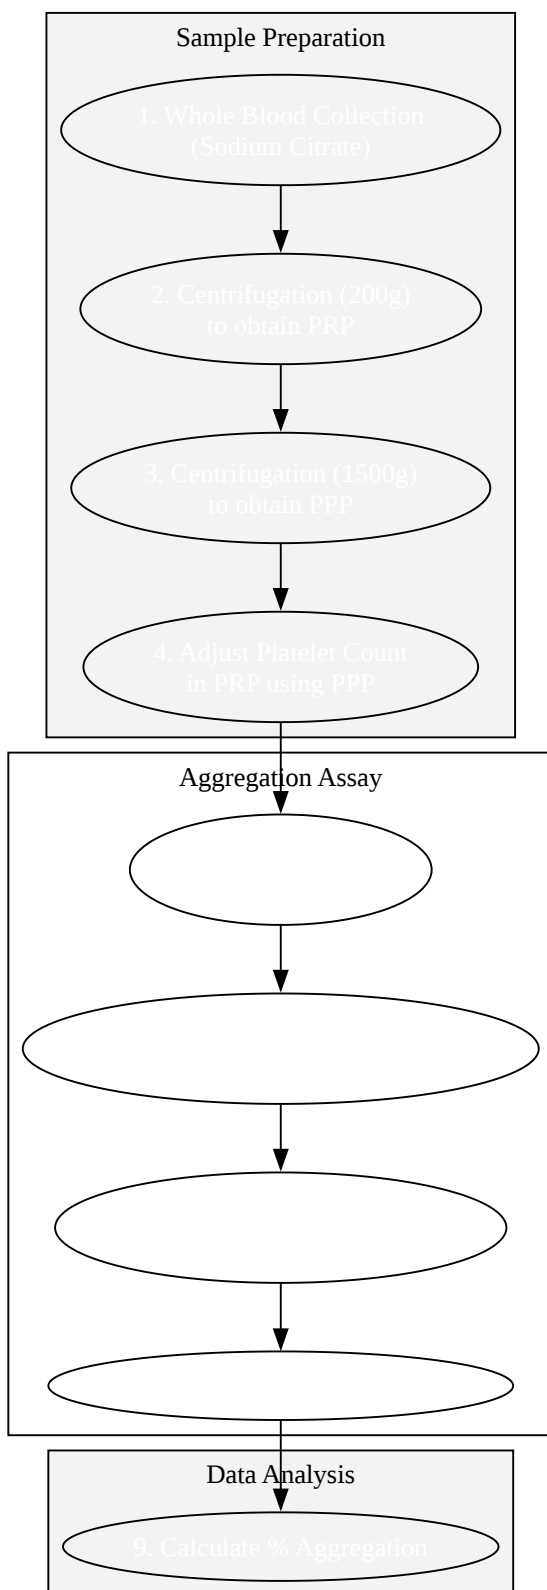 Sample Preparation
1. Whole Blood Collection
(Sodium Citrate)
2. Centrifugation (200g)
to obtain PRP
3. Centrifugation (1500g)
to obtain PPP
4. Adjust Platelet Count
in PRP using PPP
Aggregation Assay
Data Analysis
9. Calculate % Aggregation